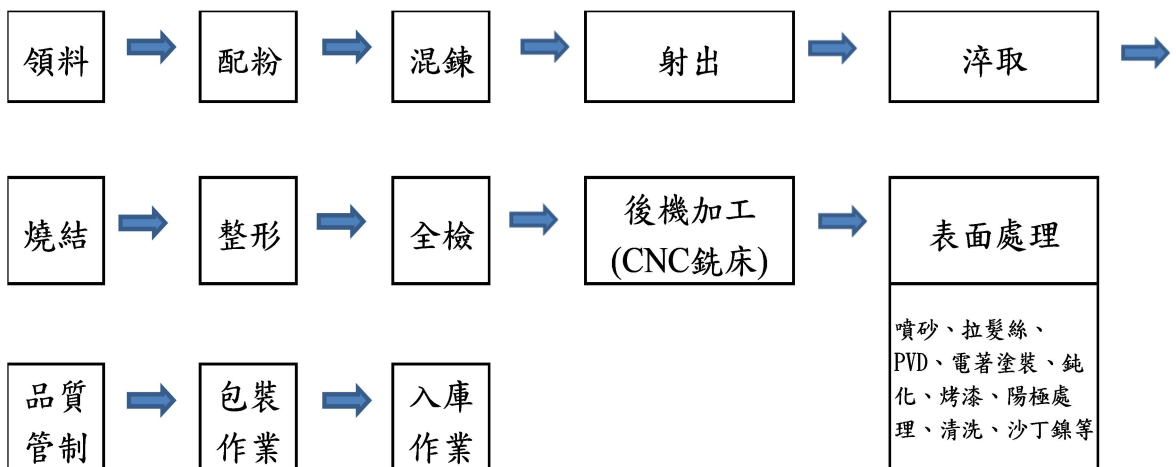 領料
配粉
混鍊
射出
淬取
燒結
整形
全檢
後機加工
(CNC銑床)
表面處理
噴砂、拉髮絲、
PVD、電著塗裝、鈍
化、烤漆、陽極處
理、清洗、沙丁鎳等
品質
管制
包裝
作業
入庫
作業